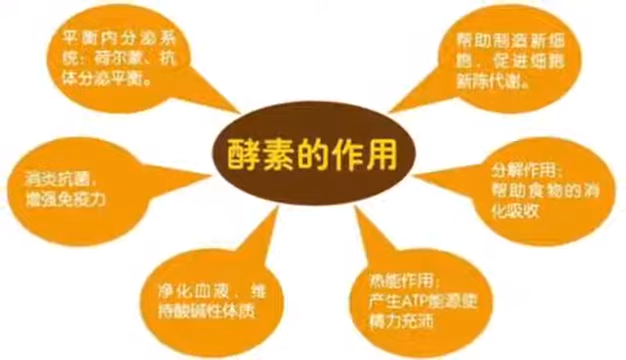 平衡内分泌系
统：荷尔蒙、抗
体分泌平衡。
帮助制造新细
胞，促进细胞
新陈代谢。
酵素的作用
消炎抗菌，
增强免疫力
分解作用：
帮助食物的消
化吸收
净化血液，维
持酸碱性体质
热能作用：
产生ATP能源使
精力充沛